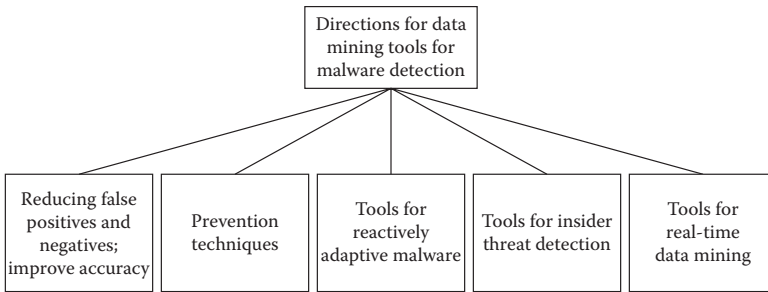 Directions for data
mining tools for
malware detection
Reducing false
positives and
negatives;
improve accuracy
Prevention
techniques
Tools for
reactively
adaptive malware
Tools for insider
threat detection
Tools for
real-time
data mining